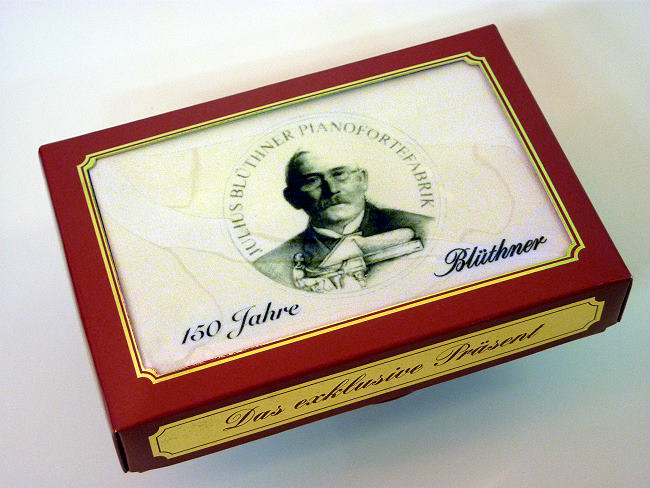 JULIUS BLÜTHNER PIANOFORTEFABRIK
150 Jahre
Blüthner
Das exklusive Präsent